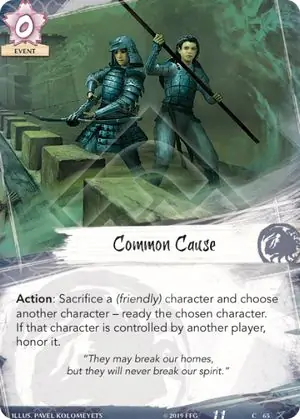 0
EVENT
Common Cause
Action: Sacrifice a (friendly) character and choose
another character – ready the chosen character.
If that character is controlled by another player,
honor it.
"They may break our homes,
but they will never break our spirit."
ILLUS. PAVEL KOLOMEYETS © 2019 FFG 11 C 65